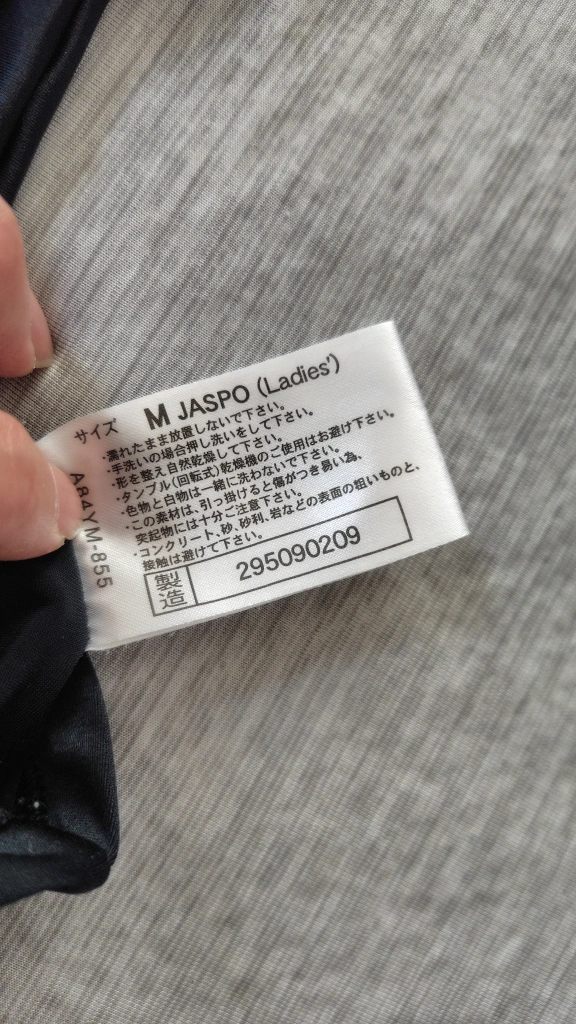 サイズ M JASPO (Ladies')
・濡れたまま放置しないで下さい。
・手洗いの場合押し洗いをして下さい。
・形を整え自然乾燥して下さい。
・タンブル(回転式)乾燥機のご使用はお避け下さい。
・色物と白物は一緒に洗わないで下さい。
・この素材は、引っ掛けると傷がつき易い為、
突起物には十分ご注意下さい。
・コンクリート、砂、砂利、岩などの表面の粗いものと、
接触は避けて下さい。
製造 295090209
A84YM-855